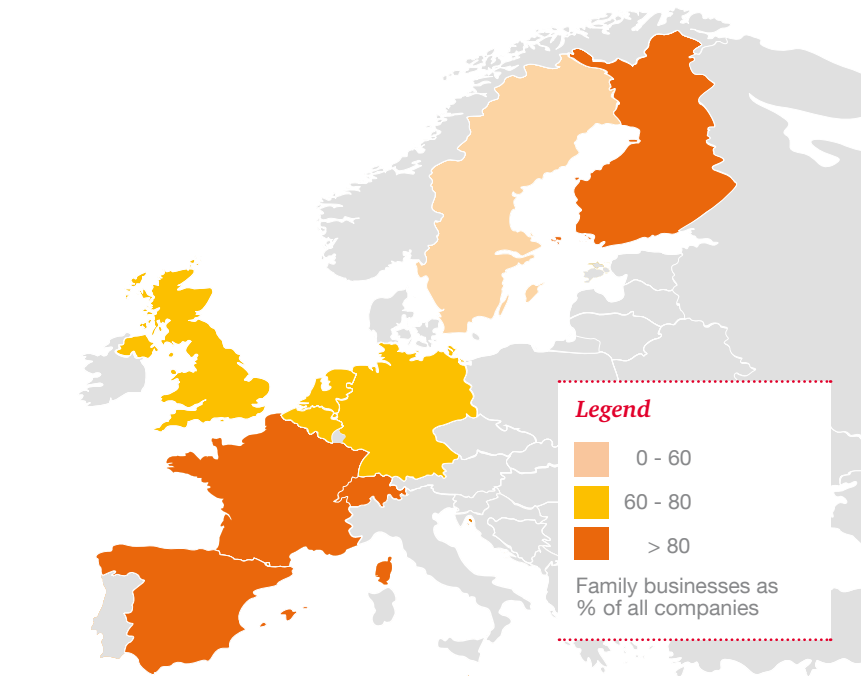 Legend
0 - 60
60 - 80
> 80
Family businesses as
% of all companies